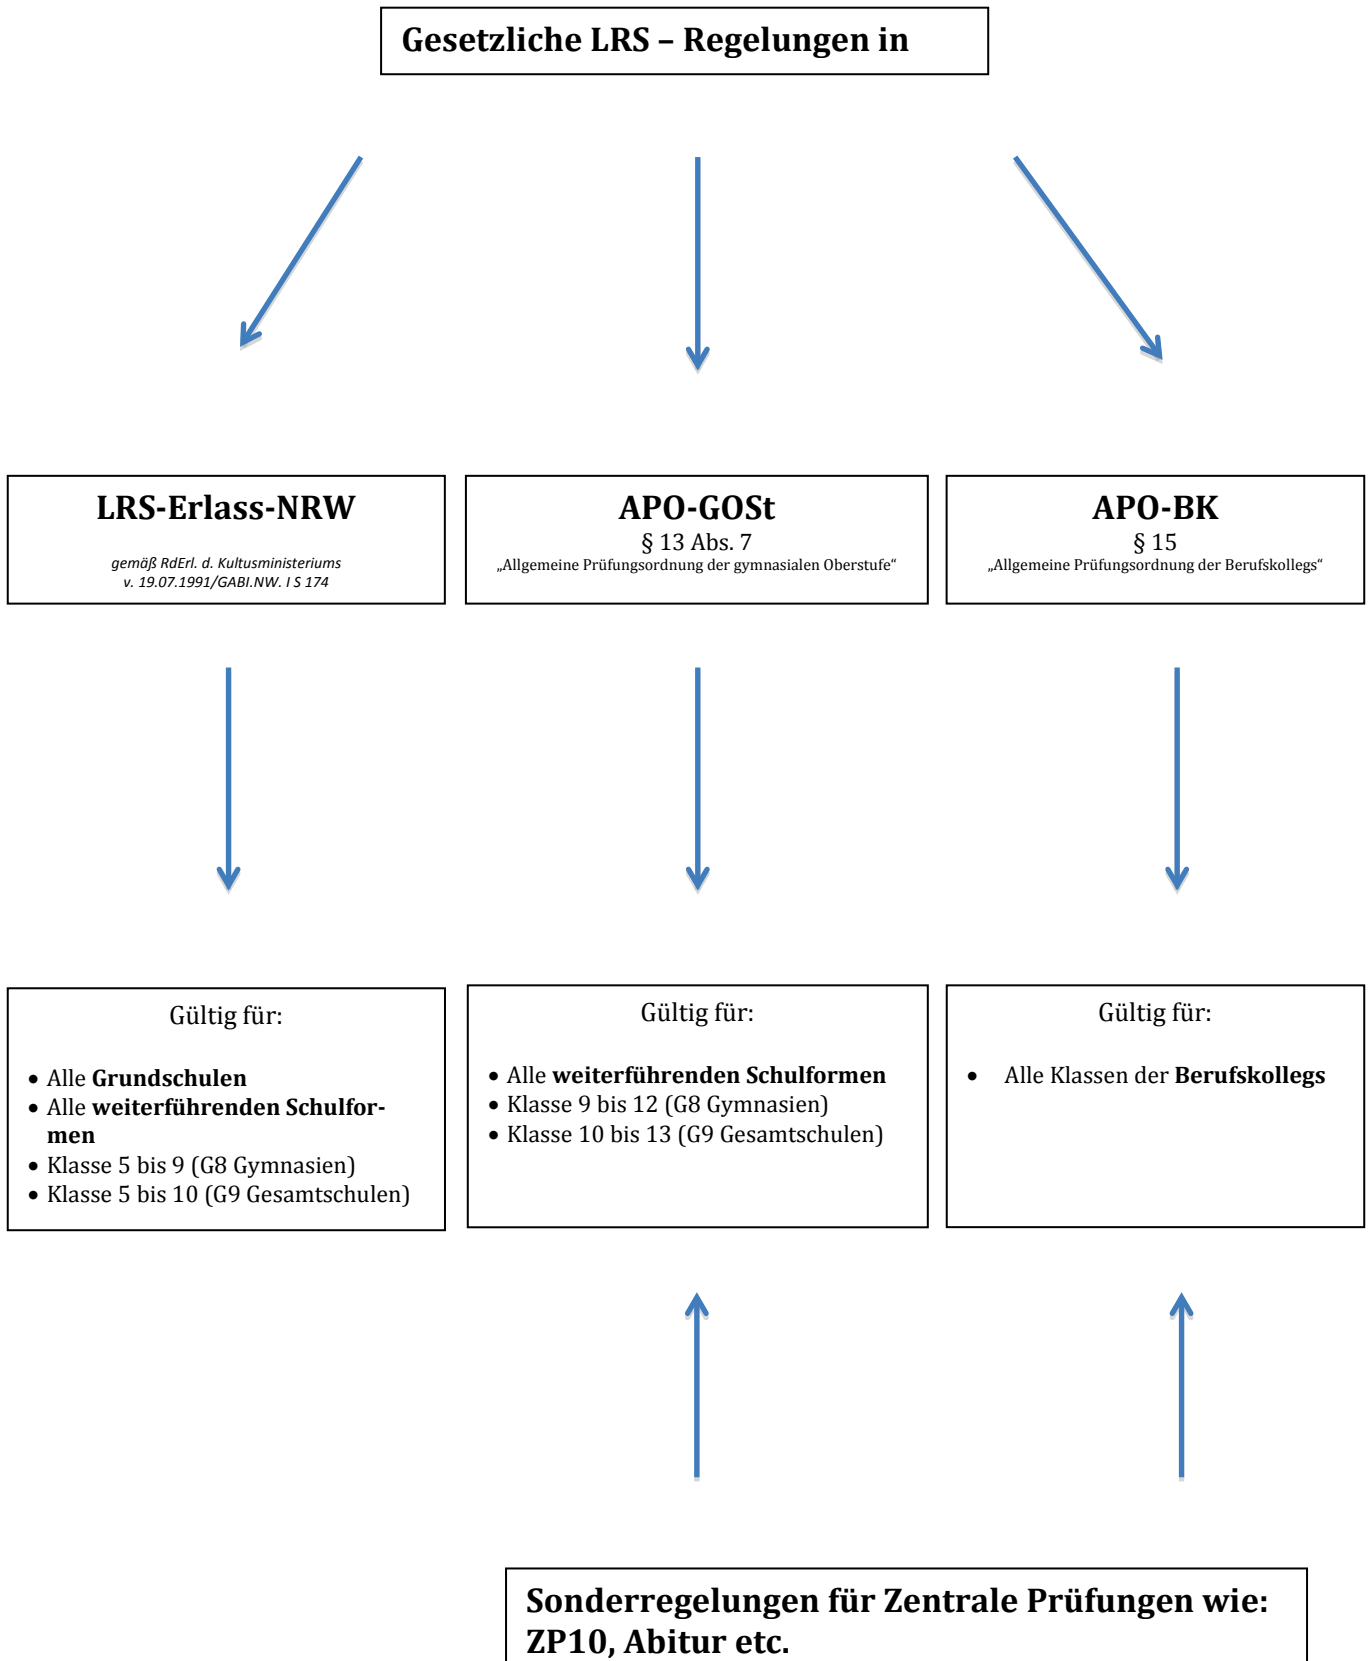 Gesetzliche LRS – Regelungen in
LRS-Erlass-NRW
gemäß RdErl. d. Kultusministeriums
v. 19.07.1991/GABI.NW. I S 174
APO-GOSt
§ 13 Abs. 7
„Allgemeine Prüfungsordnung der gymnasialen Oberstufe“
APO-BK
§ 15
„Allgemeine Prüfungsordnung der Berufskollegs“
Gültig für:
• Alle Grundschulen
• Alle weiterführenden Schulfor-
men
• Klasse 5 bis 9 (G8 Gymnasien)
• Klasse 5 bis 10 (G9 Gesamtschulen)
Gültig für:
• Alle weiterführenden Schulformen
• Klasse 9 bis 12 (G8 Gymnasien)
• Klasse 10 bis 13 (G9 Gesamtschulen)
Gültig für:
• Alle Klassen der Berufskollegs
Sonderregelungen für Zentrale Prüfungen wie:
ZP10, Abitur etc.